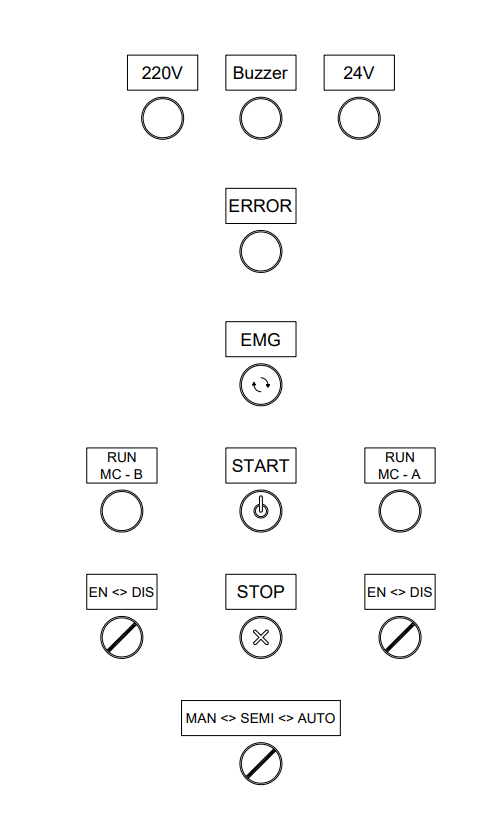 220V
Buzzer
24V
ERROR
EMG
RUN
MC - B
START
RUN
MC - A
EN <> DIS
STOP
EN <> DIS
MAN <> SEMI <> AUTO